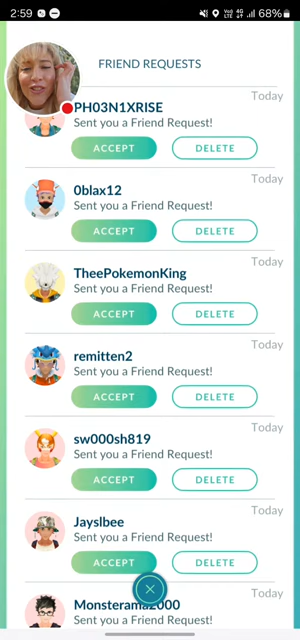 2:59
68%
FRIEND REQUESTS
Today
PH03N1XRISE
Sent you a Friend Request!
ACCEPT DELETE
Today
0blax12
Sent you a Friend Request!
ACCEPT DELETE
Today
TheePokemonKing
Sent you a Friend Request!
ACCEPT DELETE
Today
remitten2
Sent you a Friend Request!
ACCEPT DELETE
Today
sw000sh819
Sent you a Friend Request!
ACCEPT DELETE
Today
Jayslbee
Sent you a Friend Request!
ACCEPT DELETE
Today
Monsterama2000
Sent you a Friend Request!